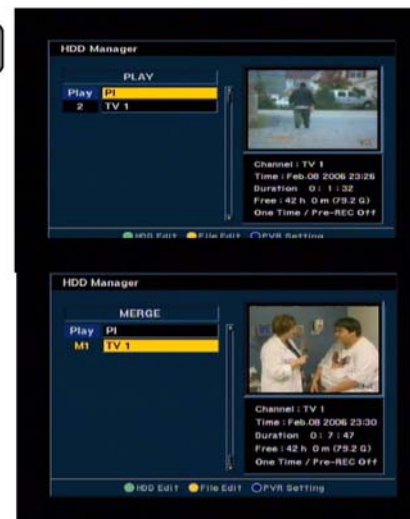 HDD Manager
PLAY
Play PI
2 TV 1
Channel : TV 1
Time : Feb.08 2006 23:26
Duration 0 : 1 : 32
Free : 42 h 0 m (79.2 G)
One Time / Pre-REC Off
HDD Edit File Edit PVR Setting
HDD Manager
MERGE
Play PI
M1 TV 1
Channel : TV 1
Time : Feb.08 2006 23:30
Duration 0 : 7 : 47
Free : 42 h 0 m (79.2 G)
One Time / Pre-REC Off
HDD Edit File Edit PVR Setting